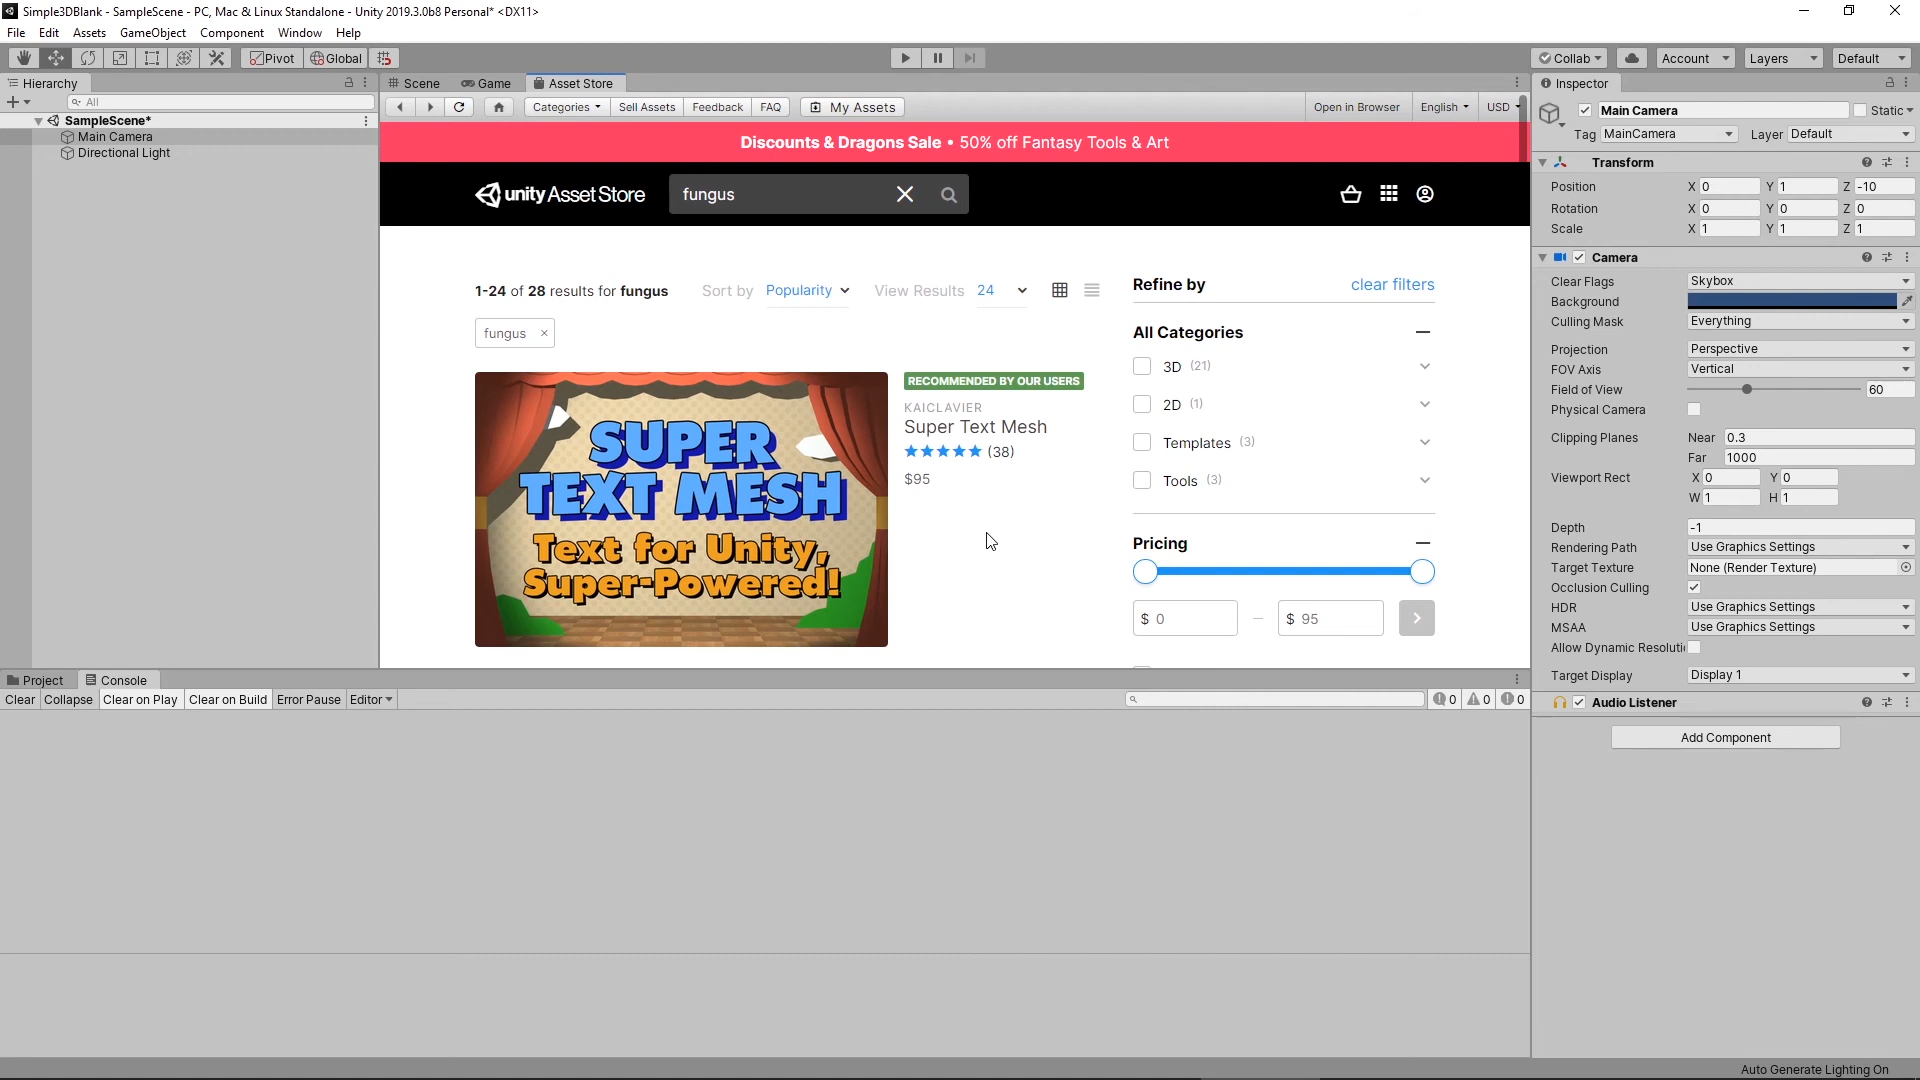 Simple3DBlank - SampleScene - PC, Mac & Linux Standalone - Unity 2019.3.0b8 Personal* <DX11>
File Edit Assets GameObject Component Window Help
Pivot Global Collab Account Layers Default
Hierarchy
All
SampleScene*
Main Camera
Directional Light
Scene Game Asset Store
Categories Sell Assets Feedback FAQ My Assets Open in Browser English USD
Discounts & Dragons Sale • 50% off Fantasy Tools & Art
unity Asset Store fungus
1-24 of 28 results for fungus Sort by Popularity View Results 24
fungus ×
SUPER
TEXT MESH
Text for Unity,
Super-Powered!
RECOMMENDED BY OUR USERS
KAICLAVIER
Super Text Mesh
(38)
$95
Refine by clear filters
All Categories
3D (21)
2D (1)
Templates (3)
Tools (3)
Pricing
$ 0 – $ 95
Project Console
Clear Collapse Clear on Play Clear on Build Error Pause Editor 0 0 0
Inspector
Main Camera Static
Tag MainCamera Layer Default
Transform
Position X 0 Y 1 Z -10
Rotation X 0 Y 0 Z 0
Scale X 1 Y 1 Z 1
Camera
Clear Flags Skybox
Background
Culling Mask Everything
Projection Perspective
FOV Axis Vertical
Field of View 60
Physical Camera
Clipping Planes Near 0.3
Far 1000
Viewport Rect X 0 Y 0
W 1 H 1
Depth -1
Rendering Path Use Graphics Settings
Target Texture None (Render Texture)
Occlusion Culling
HDR Use Graphics Settings
MSAA Use Graphics Settings
Allow Dynamic Resoluti
Target Display Display 1
Audio Listener
Add Component
Auto Generate Lighting On